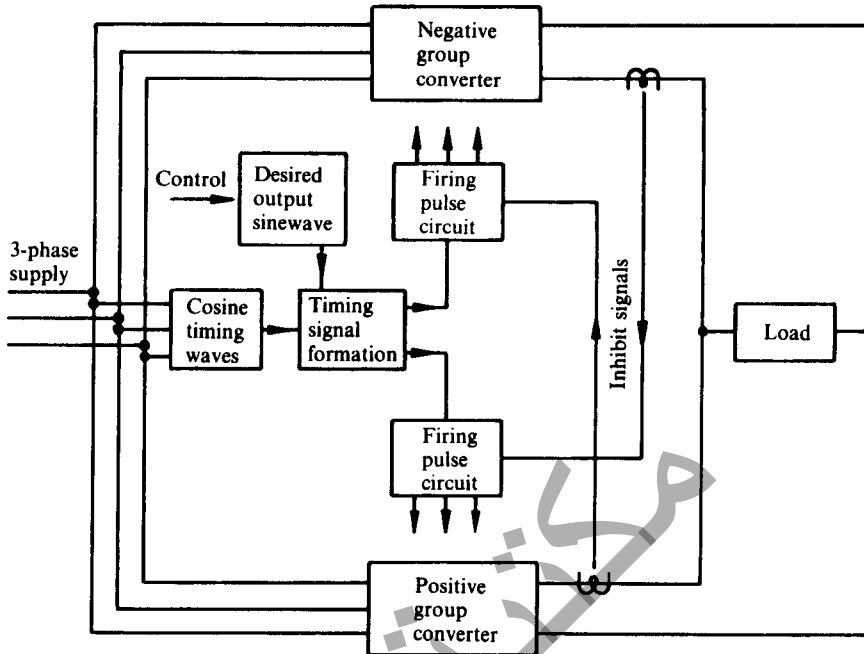 Negative
group
converter
Control
Desired
output
sinewave
Firing
pulse
circuit
3-phase
supply
Cosine
timing
waves
Timing
signal
formation
Inhibit signals
Load
Firing
pulse
circuit
Positive
group
converter